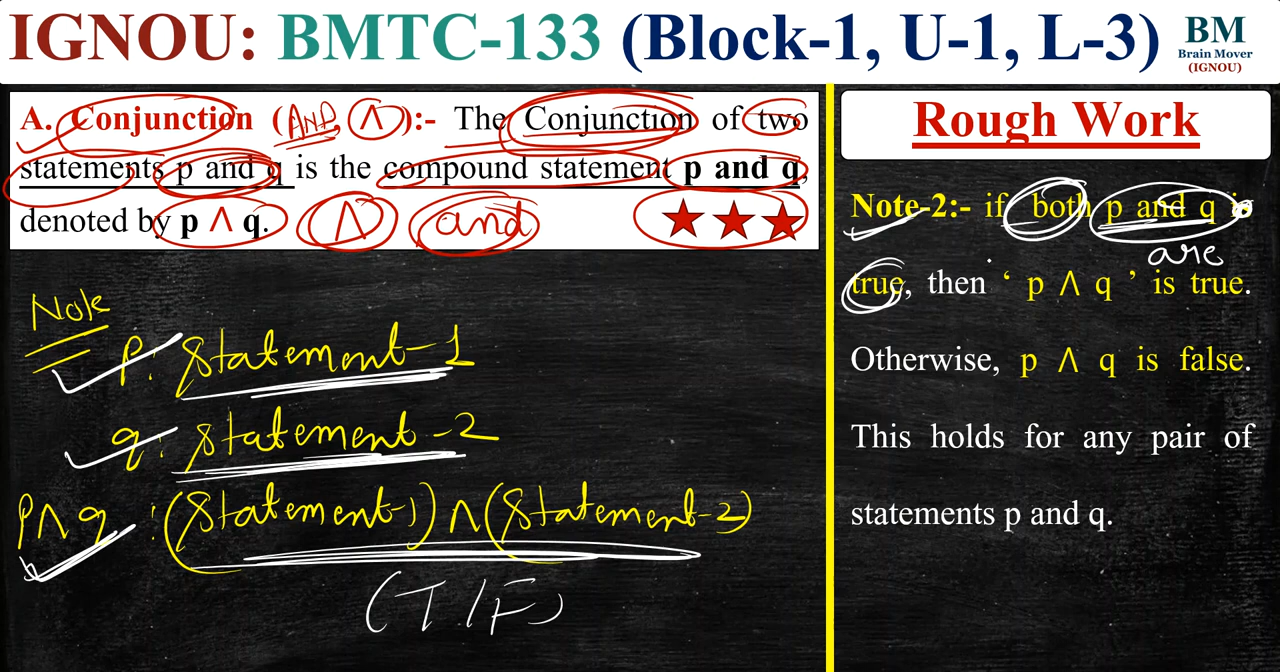 IGNOU: BMTC-133 (Block-1, U-1, L-3)
BM
Brain Mover
(IGNOU)
A. Conjunction (AND, ∧):- The Conjunction of two
statements p and q is the compound statement p and q,
denoted by p ∧ q. ∧ and
Note
p: Statement-1
q: Statement-2
p∧q :(Statement-1) ∧ (Statement-2)
(T/F)
Rough Work
Note-2:- if both p and q is
are
true, then ‘ p ∧ q ’ is true.
Otherwise, p ∧ q is false.
This holds for any pair of
statements p and q.